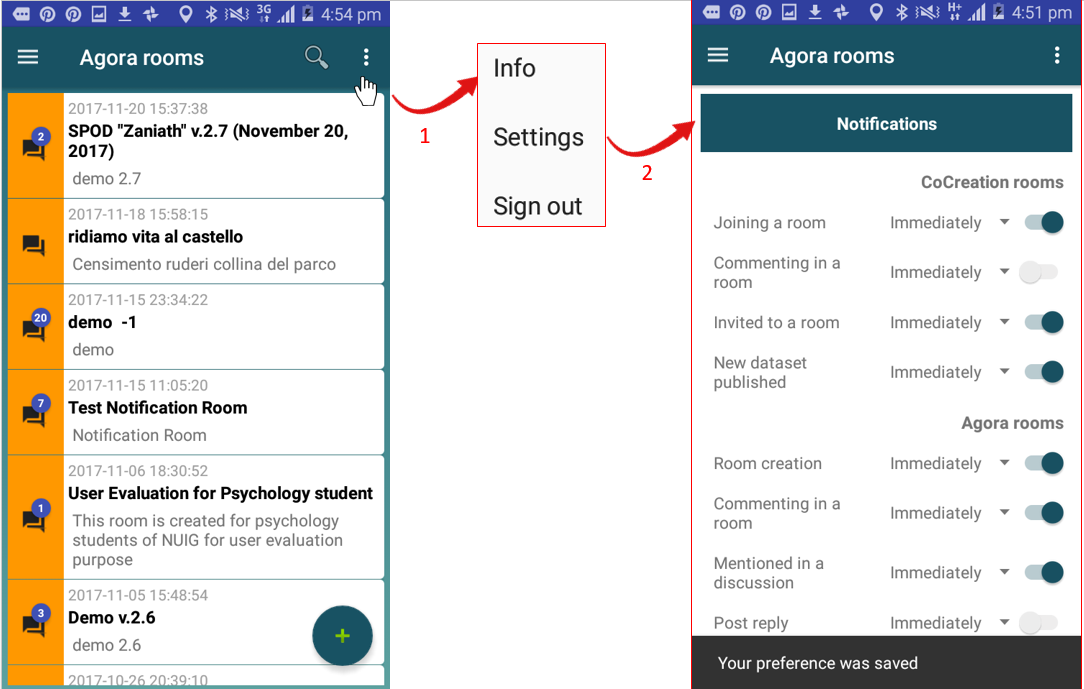 3G
4:54 pm
Agora rooms
2017-11-20 15:37:38
2
SPOD "Zaniath" v.2.7 (November 20,
2017)
demo 2.7
2017-11-18 15:58:15
ridiamo vita al castello
Censimento ruderi collina del parco
2017-11-15 23:34:22
20
demo -1
demo
2017-11-15 11:05:20
7
Test Notification Room
Notification Room
2017-11-06 18:30:52
User Evaluation for Psychology student
1
This room is created for psychology
students of NUIG for user evaluation
purpose
2017-11-05 15:48:54
3
Demo v.2.6
demo 2.6
+
2017-10-26 20:39:10
1
Info
Settings
Sign out
2
H+
4:51 pm
Agora rooms
Notifications
CoCreation rooms
Joining a room Immediately
Commenting in a
room
Immediately
Invited to a room Immediately
New dataset
published
Immediately
Agora rooms
Room creation Immediately
Commenting in a
room
Immediately
Mentioned in a
discussion
Immediately
Post reply Immediately
Your preference was saved